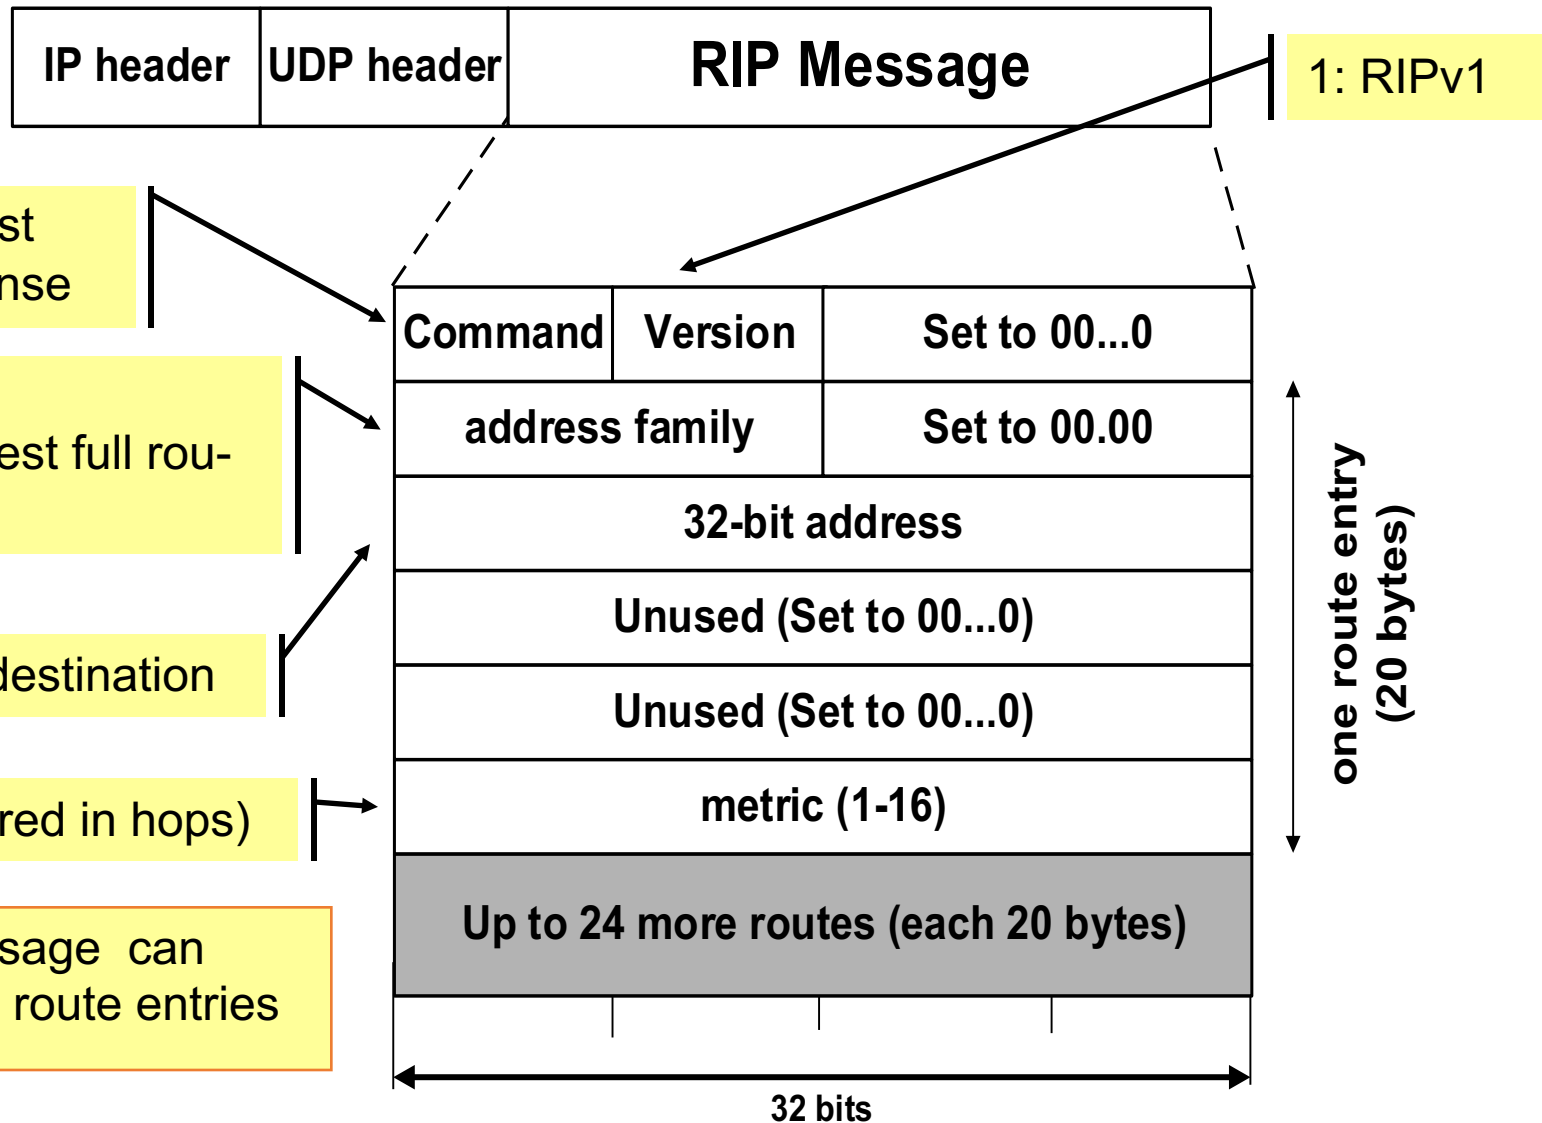 IP header UDP header RIP Message
1: RIPv1
st
nse
Command Version Set to 00...0
address family Set to 00.00
est full rou-
32-bit address
Unused (Set to 00...0)
destination
Unused (Set to 00...0)
red in hops)
metric (1-16)
one route entry
(20 bytes)
Up to 24 more routes (each 20 bytes)
sage can
route entries
32 bits